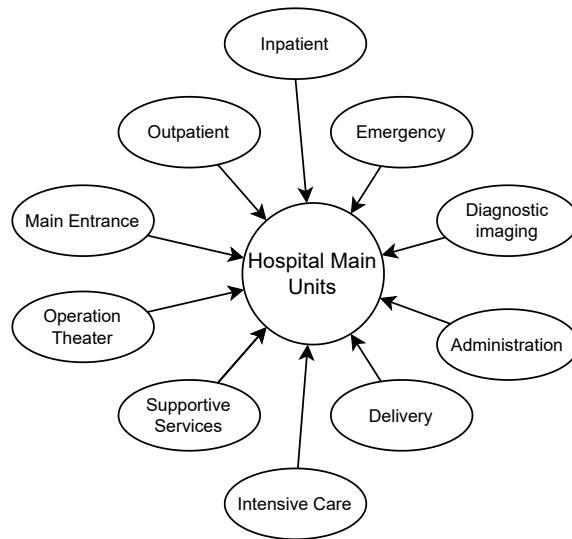 Inpatient
Outpatient
Emergency
Main Entrance
Diagnostic
imaging
Hospital Main
Units
Operation
Theater
Administration
Supportive
Services
Delivery
Intensive Care